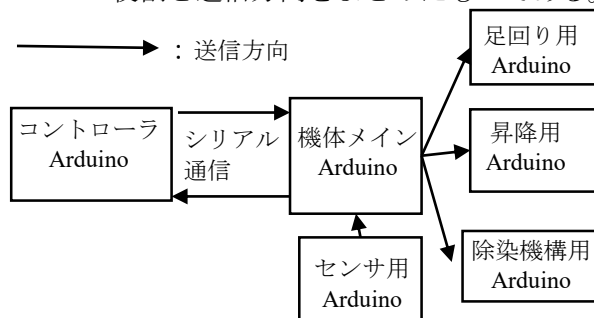 ：送信方向
足回り用
Arduino
コントローラ
Arduino
シリアル
通信
機体メイン
Arduino
昇降用
Arduino
除染機構用
Arduino
センサ用
Arduino